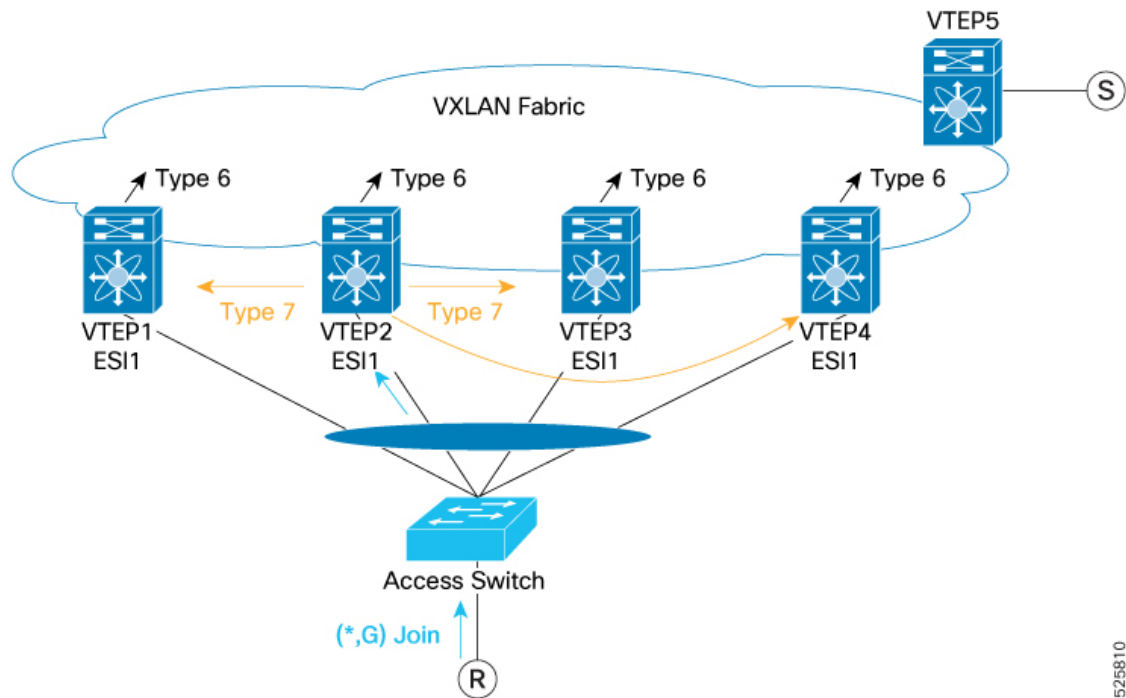 VTEP5
S
VXLAN Fabric
Type 6
Type 6
Type 6
Type 6
Type 7
Type 7
VTEP1
ESI1
VTEP2
ESI1
VTEP3
ESI1
VTEP4
ESI1
Access Switch
(*,G) Join
R
525810